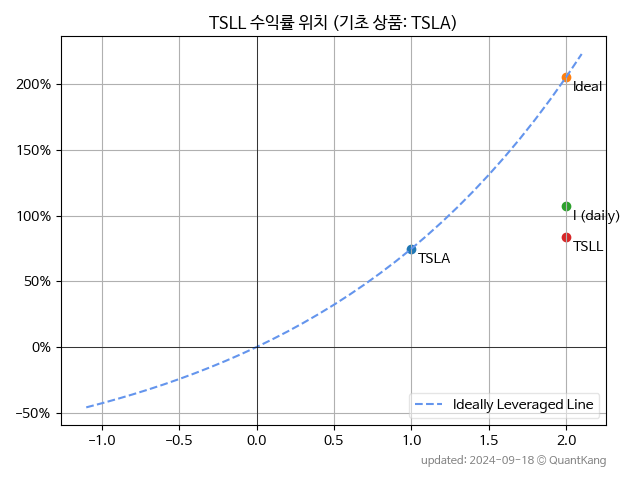 TSLL 수익률 위치 (기초 상품: TSLA)
200%
150%
100%
50%
0%
−50%
Ideal
I (daily)
TSLL
TSLA
Ideally Leveraged Line
−1.0 −0.5 0.0 0.5 1.0 1.5 2.0
updated: 2024-09-18 © QuantKang